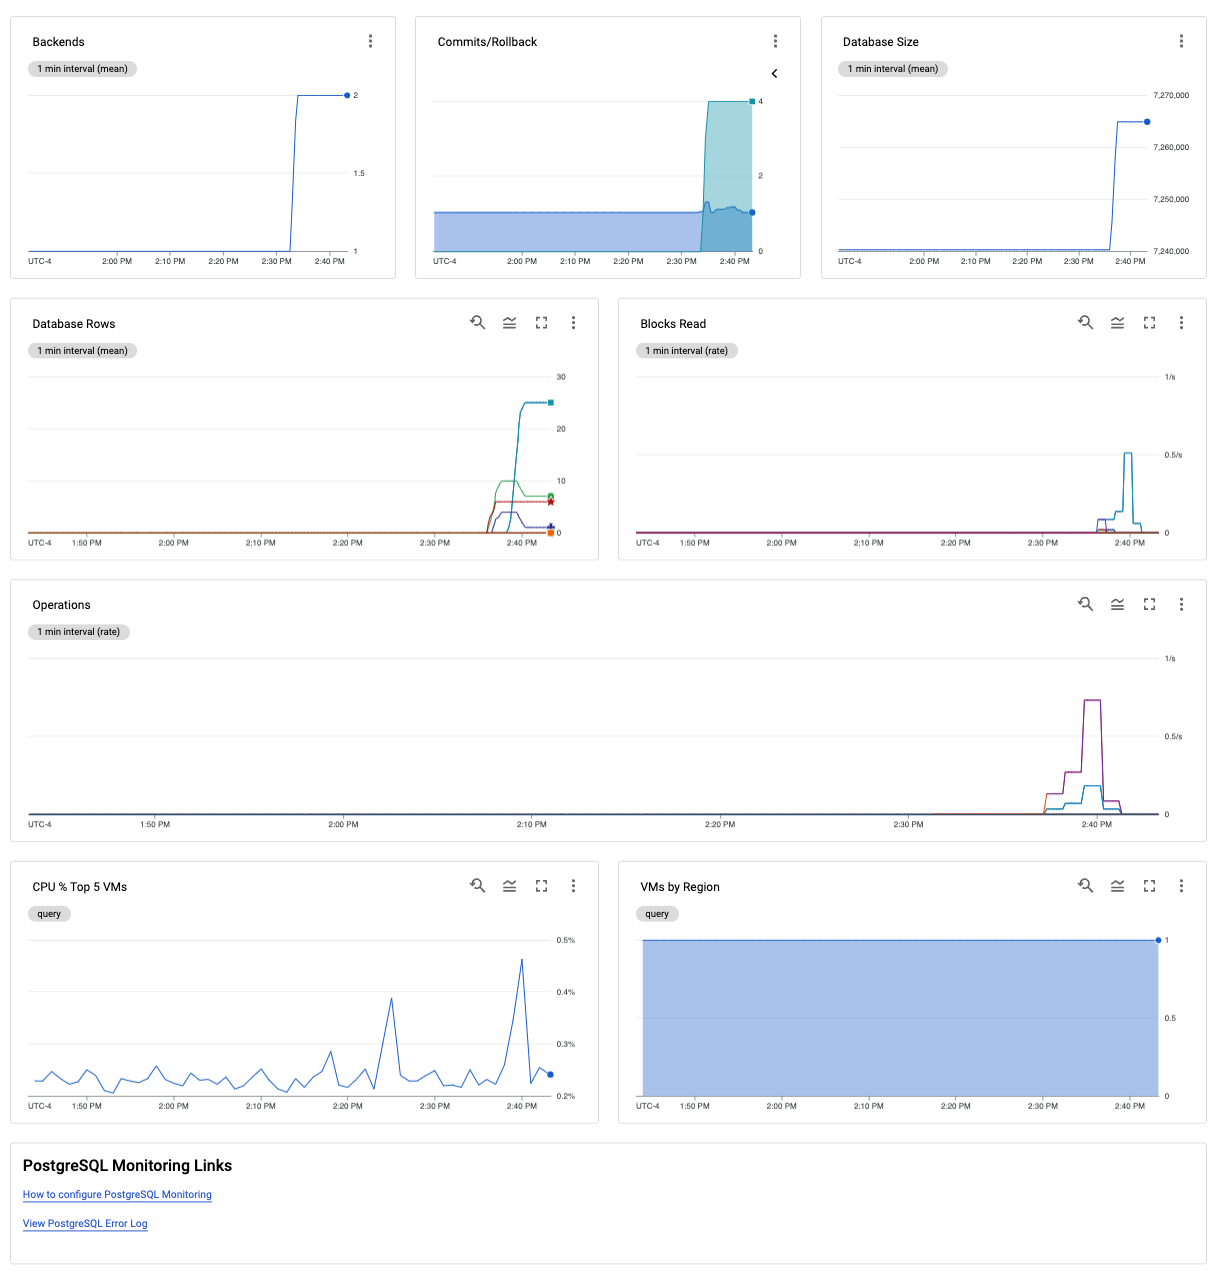 Backends
1 min interval (mean)
2
1.5
1
UTC-4 2:00 PM 2:10 PM 2:20 PM 2:30 PM 2:40 PM
Commits/Rollback
4
2
0
UTC-4 2:00 PM 2:10 PM 2:20 PM 2:30 PM 2:40 PM
Database Size
1 min interval (mean)
7,270,000
7,260,000
7,250,000
7,240,000
UTC-4 2:00 PM 2:10 PM 2:20 PM 2:30 PM 2:40 PM
Database Rows
1 min interval (mean)
30
20
10
0
UTC-4 1:50 PM 2:00 PM 2:10 PM 2:20 PM 2:30 PM 2:40 PM
Blocks Read
1 min interval (rate)
1/s
0.5/s
0
UTC-4 1:50 PM 2:00 PM 2:10 PM 2:20 PM 2:30 PM 2:40 PM
Operations
1 min interval (rate)
1/s
0.5/s
0
UTC-4 1:50 PM 2:00 PM 2:10 PM 2:20 PM 2:30 PM 2:40 PM
CPU % Top 5 VMs
query
0.5%
0.4%
0.3%
0.2%
UTC-4 1:50 PM 2:00 PM 2:10 PM 2:20 PM 2:30 PM 2:40 PM
VMs by Region
query
1
0.5
0
UTC-4 1:50 PM 2:00 PM 2:10 PM 2:20 PM 2:30 PM 2:40 PM
PostgreSQL Monitoring Links
How to configure PostgreSQL Monitoring
View PostgreSQL Error Log